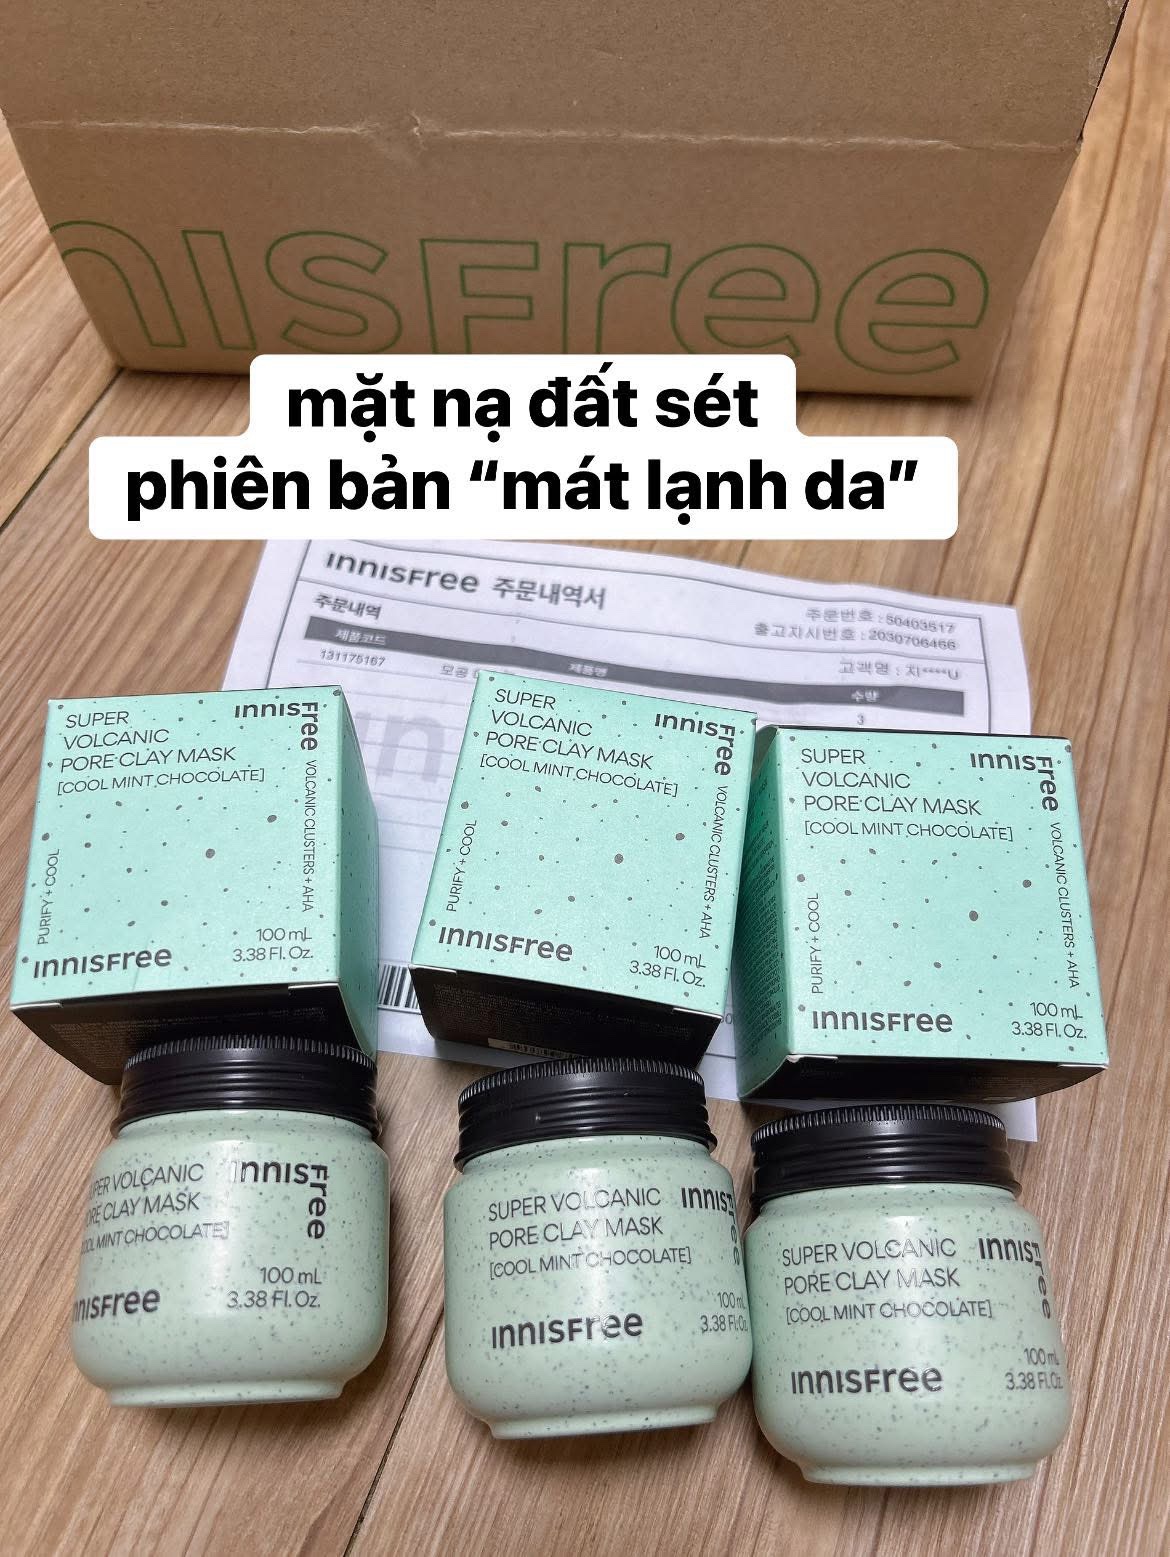 innisfree
mặt nạ đất sét
phiên bản “mát lạnh da”
innisfree 주문내역서
주문내역
주문번호 : 50403517
출고지시번호 : 2030706466
고객명 : 차****U
제품코드 제품명 수량
131175167 모공 3
SUPER
VOLCANIC
PORE CLAY MASK
[COOL MINT CHOCOLATE]
innisfree
VOLCANIC CLUSTERS + AHA
PURIFY + COOL
innisfree
100 mL
3.38 Fl. Oz.
SUPER
VOLCANIC
PORE CLAY MASK
[COOL MINT CHOCOLATE]
innisfree
VOLCANIC CLUSTERS + AHA
PURIFY + COOL
innisfree
100 mL
3.38 Fl. Oz.
SUPER
VOLCANIC
PORE CLAY MASK
[COOL MINT CHOCOLATE]
innisfree
VOLCANIC CLUSTERS + AHA
PURIFY + COOL
innisfree
100 mL
3.38 Fl. Oz.
SUPER VOLCANIC
PORE CLAY MASK
[COOL MINT CHOCOLATE]
innisfree
100 mL
3.38 Fl. Oz.
innisfree
SUPER VOLCANIC
PORE CLAY MASK
[COOL MINT CHOCOLATE]
innisfree
100 mL
3.38 Fl. Oz.
innisfree
SUPER VOLCANIC
PORE CLAY MASK
[COOL MINT CHOCOLATE]
innisfree
100 mL
3.38 Fl. Oz.
innisfree